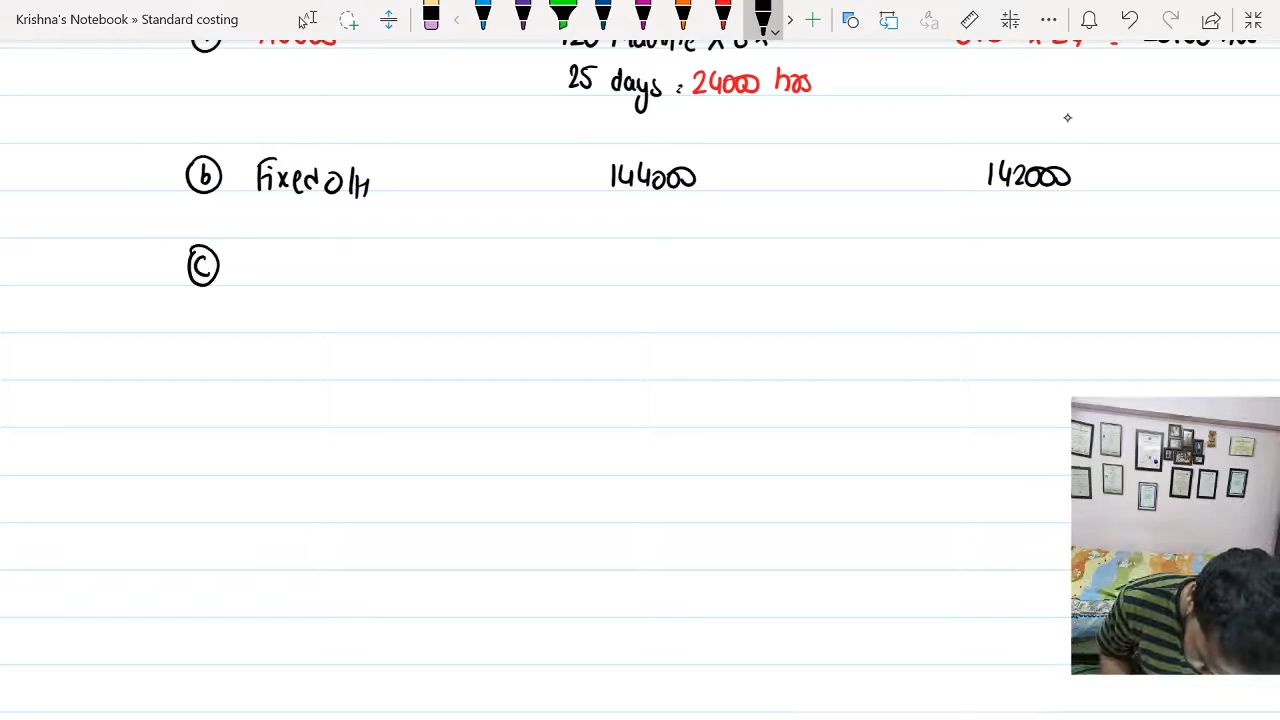 Krishna's Notebook » Standard costing
25 days = 24000 hrs
b Fixed O/H 144000 142000
C